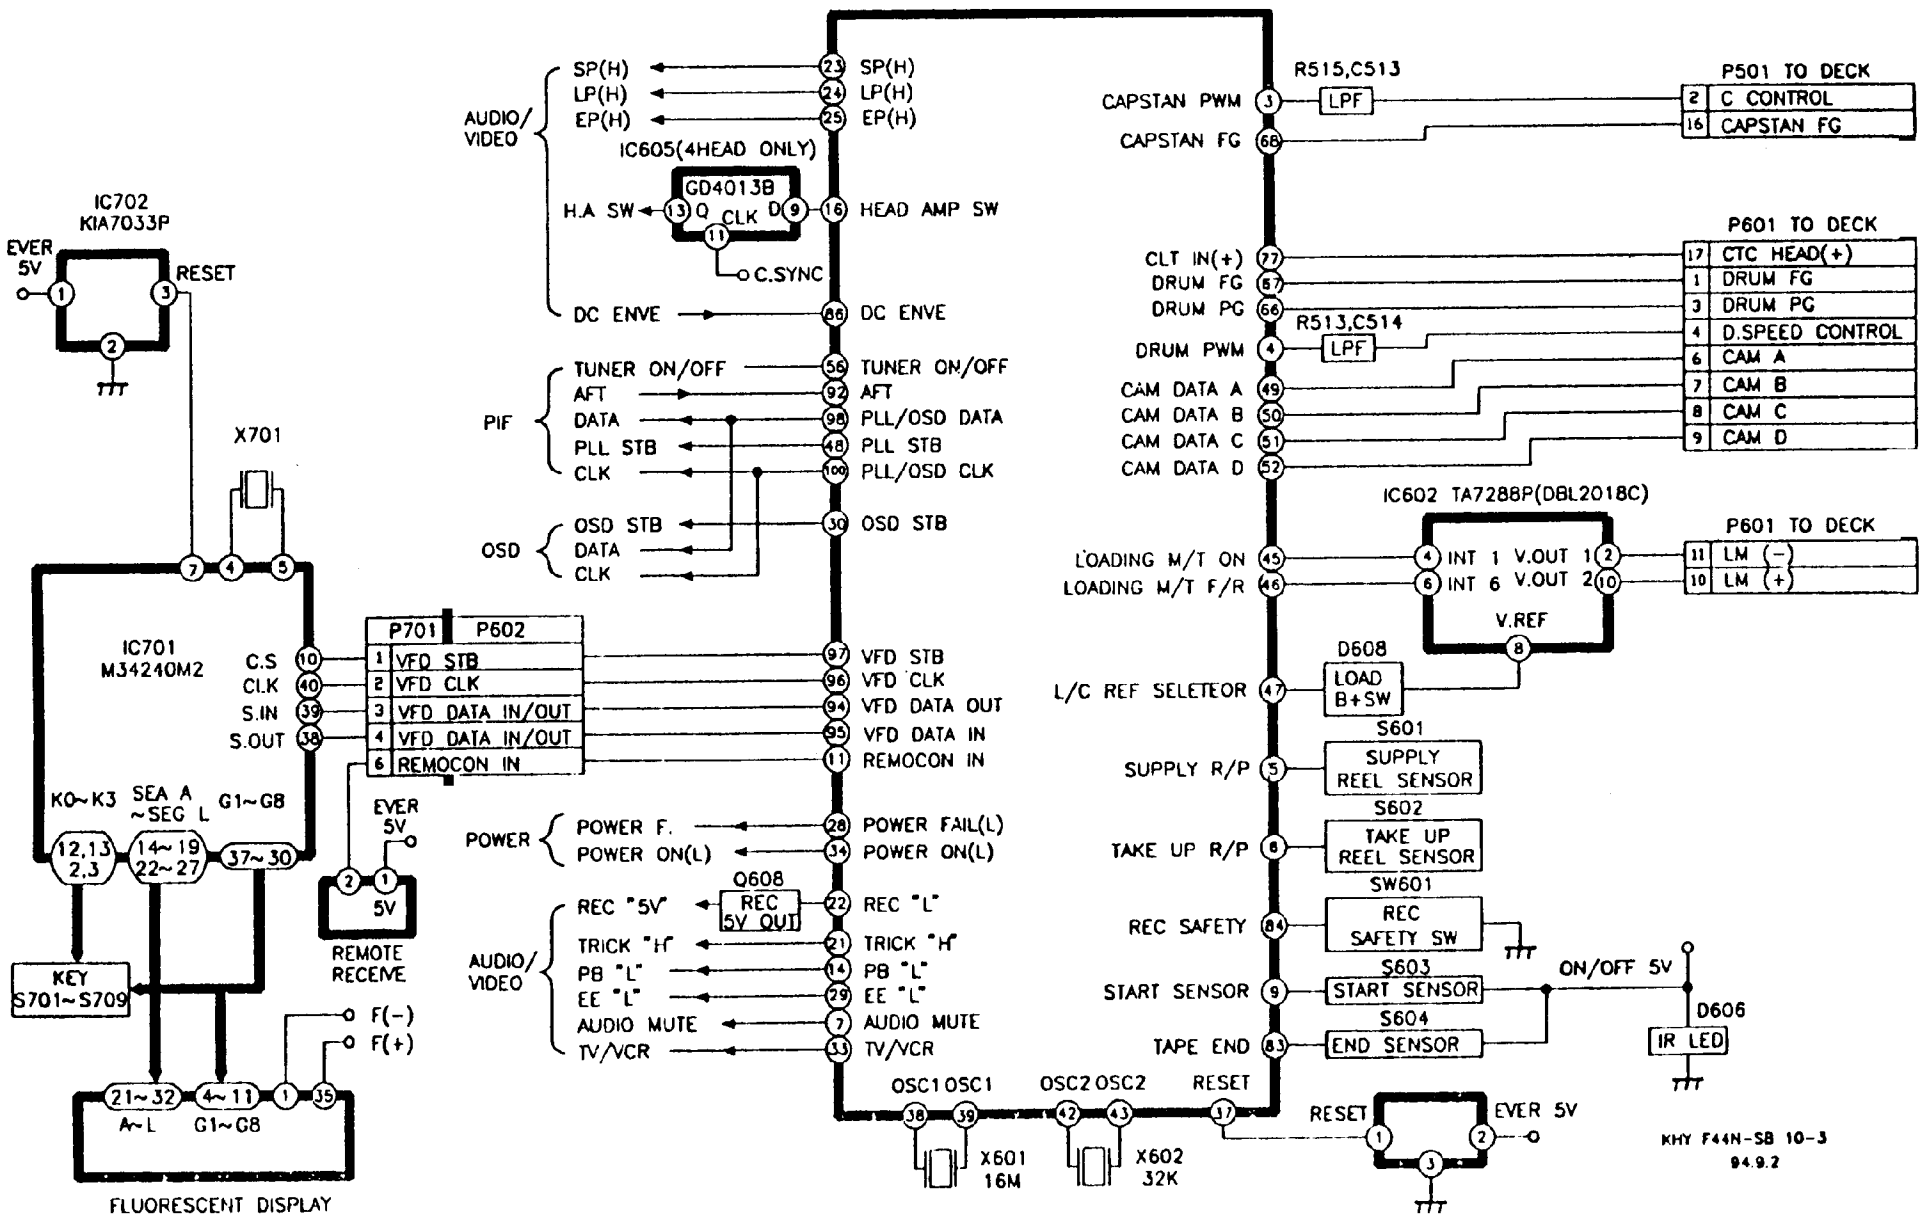 SP(H)
LP(H)
EP(H)
AUDIO/
VIDEO
23 SP(H)
24 LP(H)
25 EP(H)
IC605(4HEAD ONLY)
GD4013B
H.A SW 13 Q CLK D 9
11
C.SYNC
16 HEAD AMP SW
DC ENVE
86 DC ENVE
PIF
TUNER ON/OFF 56 TUNER ON/OFF
AFT 92 AFT
DATA 98 PLL/OSD DATA
PLL STB 48 PLL STB
CLK 100 PLL/OSD CLK
OSD
OSD STB 30 OSD STB
DATA
CLK
IC702
KIA7033P
EVER
5V
1
RESET
3
2
X701
7 4 5
IC701
M34240M2
C.S 10
CLK 40
S.IN 39
S.OUT 38
K0~K3
SEA A
~SEG L
G1~G8
12,13
2,3
14~19
22~27
37~30
P701 P602
1 VFD STB
2 VFD CLK
3 VFD DATA IN/OUT
4 VFD DATA IN/OUT
6 REMOCON IN
97 VFD STB
96 VFD CLK
94 VFD DATA OUT
95 VFD DATA IN
11 REMOCON IN
EVER
5V
2 1
5V
REMOTE
RECEIVE
KEY
S701~S709
F(-)
F(+)
21~32 4~11 1 35
A~L G1~G8
FLUORESCENT DISPLAY
POWER
POWER F. 28 POWER FAIL(L)
POWER ON(L) 34 POWER ON(L)
Q608
REC
5V OUT
AUDIO/
VIDEO
REC "5V" 22 REC "L"
TRICK "H" 21 TRICK "H"
PB "L" 14 PB "L"
EE "L" 29 EE "L"
AUDIO MUTE 7 AUDIO MUTE
TV/VCR 33 TV/VCR
OSC1 OSC1 OSC2 OSC2 RESET
38 39 42 43 37
X601
16M
X602
32K
RESET
1
EVER 5V
2
3
CAPSTAN PWM 3
R515,C513
LPF
CAPSTAN FG 68
P501 TO DECK
2 C CONTROL
16 CAPSTAN FG
CLT IN(+) 77
DRUM FG 67
DRUM PG 66
DRUM PWM 4
R513,C514
LPF
CAM DATA A 49
CAM DATA B 50
CAM DATA C 51
CAM DATA D 52
P601 TO DECK
17 CTC HEAD(+)
1 DRUM FG
3 DRUM PG
4 D.SPEED CONTROL
6 CAM A
7 CAM B
8 CAM C
9 CAM D
IC602 TA7288P(DBL2018C)
LOADING M/T ON 45
LOADING M/T F/R 46
4 INT 1 V.OUT 1 2
6 INT 6 V.OUT 2 10
V.REF
8
P601 TO DECK
11 LM (-)
10 LM (+)
L/C REF SELETEOR 47
D608
LOAD
B+SW
SUPPLY R/P 5
S601
SUPPLY
REEL SENSOR
TAKE UP R/P 6
S602
TAKE UP
REEL SENSOR
REC SAFETY 84
SW601
REC
SAFETY SW
START SENSOR 9
S603
START SENSOR
TAPE END 83
S604
END SENSOR
ON/OFF 5V
D606
IR LED
KHY F44N-SB 10-3
94.9.2